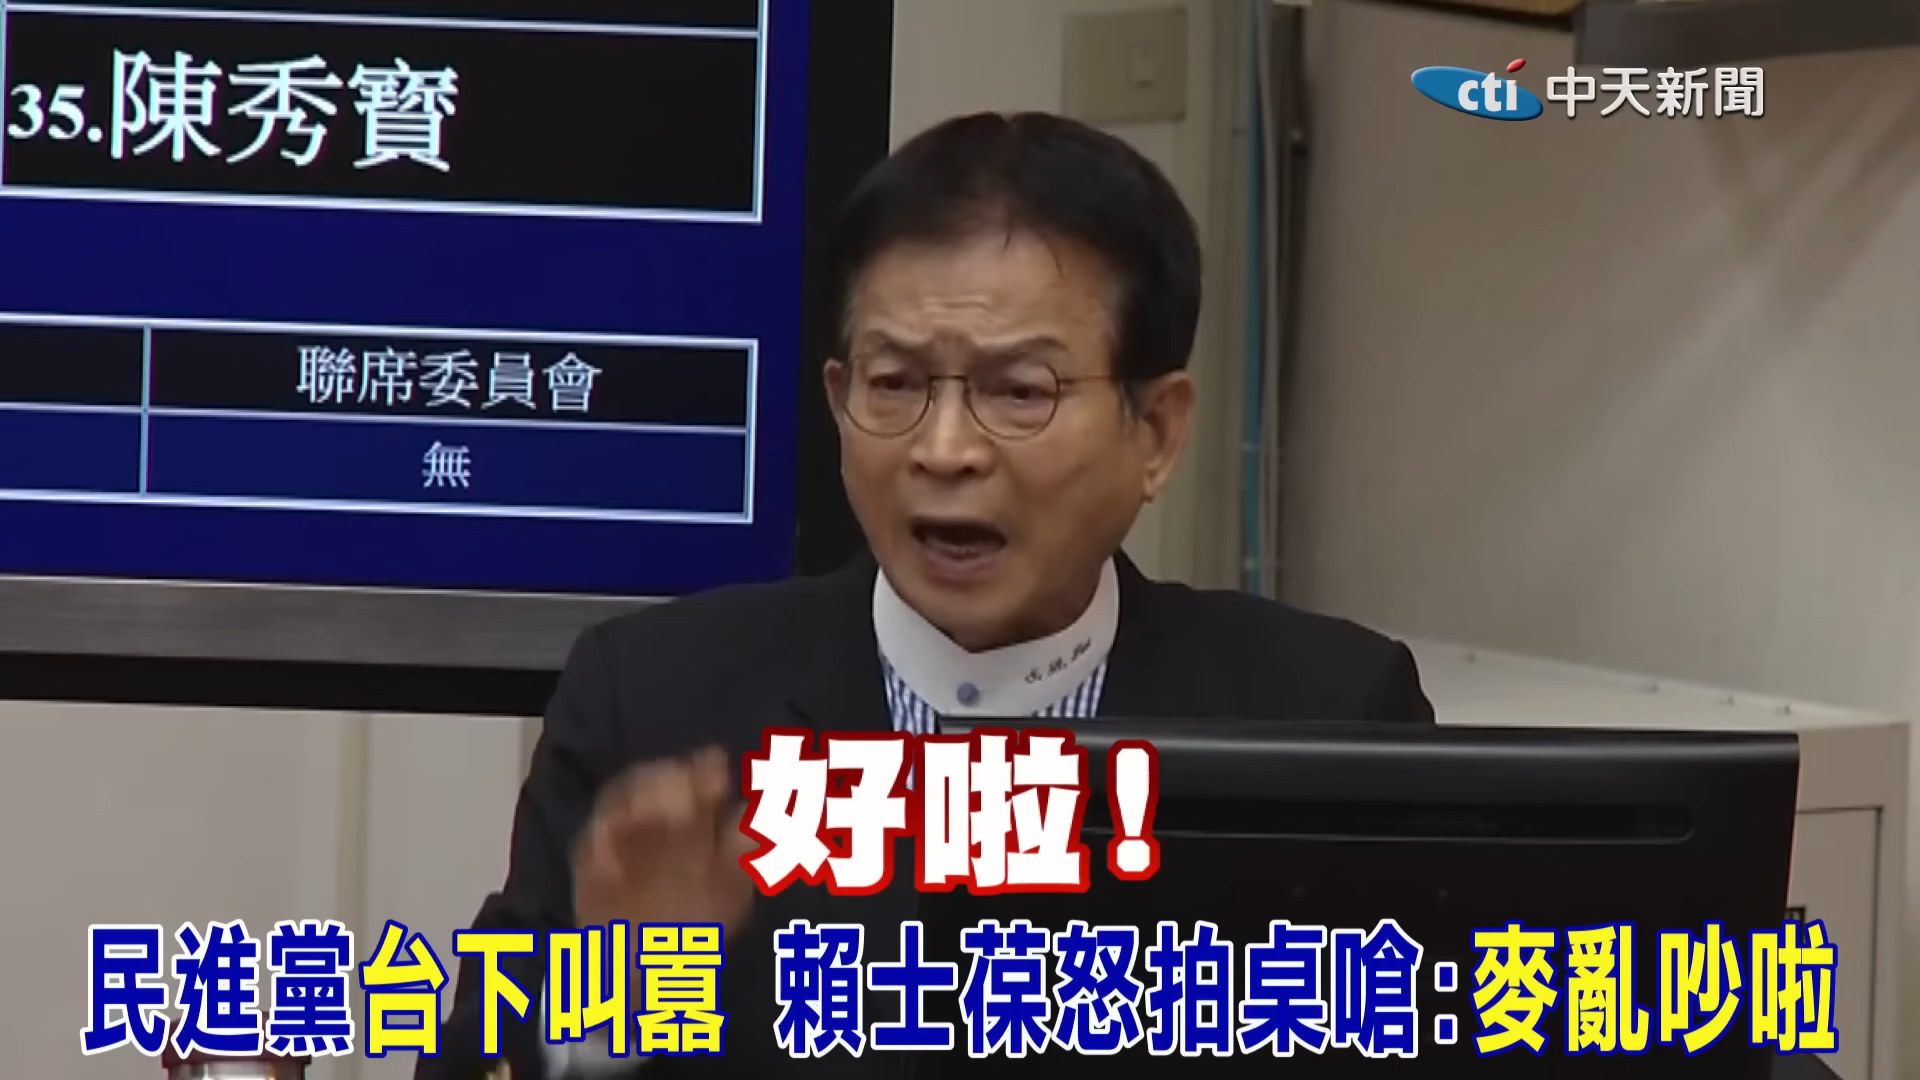 35.陳秀寳
cti 中天新聞
聯席委員會
無
好啦!
民進黨台下叫囂 賴士葆怒拍桌嗆:麥亂吵啦